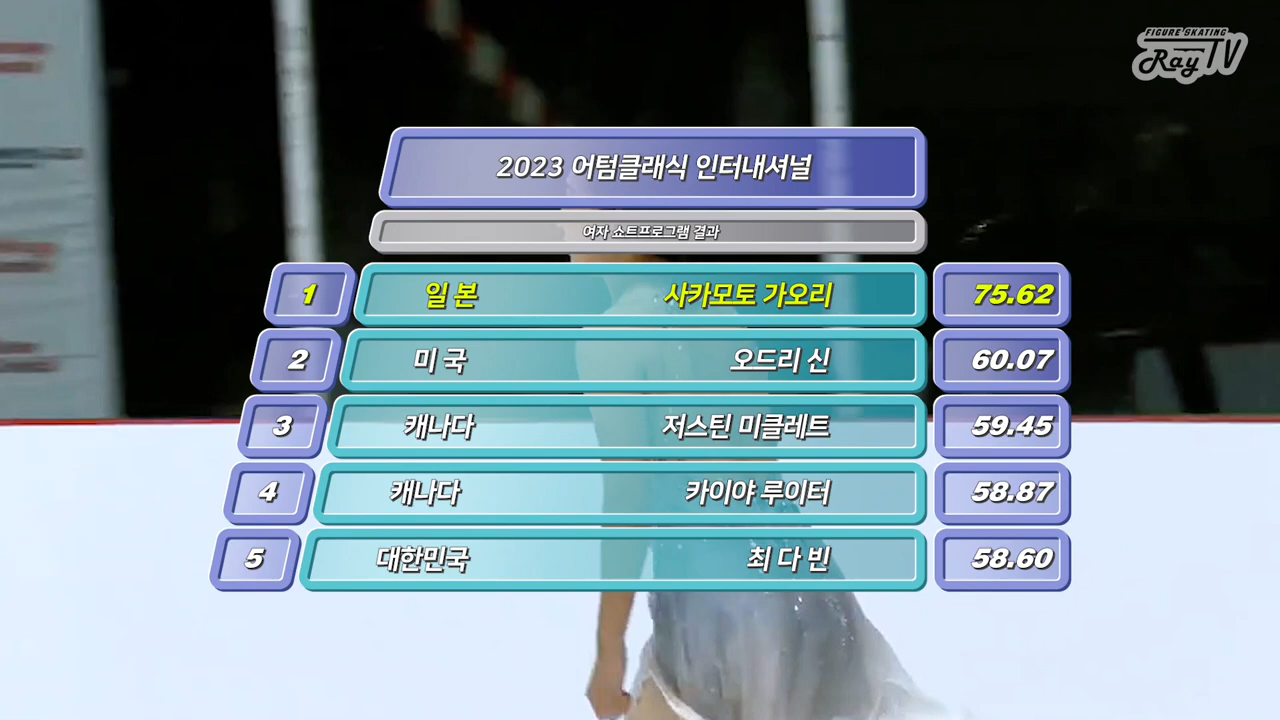 FIGURE SKATING
Ray TV
2023 어텀클래식 인터내셔널
여자 쇼트프로그램 결과
1 일본 사카모토 가오리 75.62
2 미국 오드리 신 60.07
3 캐나다 저스틴 미클레트 59.45
4 캐나다 카이야 루이터 58.87
5 대한민국 최다빈 58.60